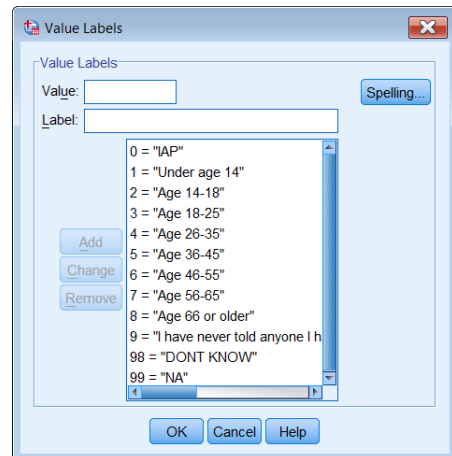 Value Labels
Value Labels
Value:
Spelling...
Label:
0 = "IAP"
1 = "Under age 14"
2 = "Age 14-18"
3 = "Age 18-25"
4 = "Age 26-35"
5 = "Age 36-45"
6 = "Age 46-55"
7 = "Age 56-65"
8 = "Age 66 or older"
9 = "I have never told anyone I h
98 = "DONT KNOW"
99 = "NA"
Add
Change
Remove
OK Cancel Help